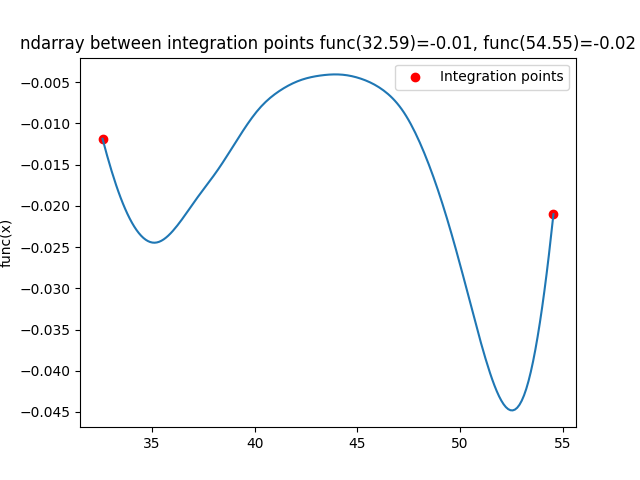 ndarray between integration points func(32.59)=-0.01, func(54.55)=-0.02
Integration points
func(x)
−0.005
−0.010
−0.015
−0.020
−0.025
−0.030
−0.035
−0.040
−0.045
35 40 45 50 55